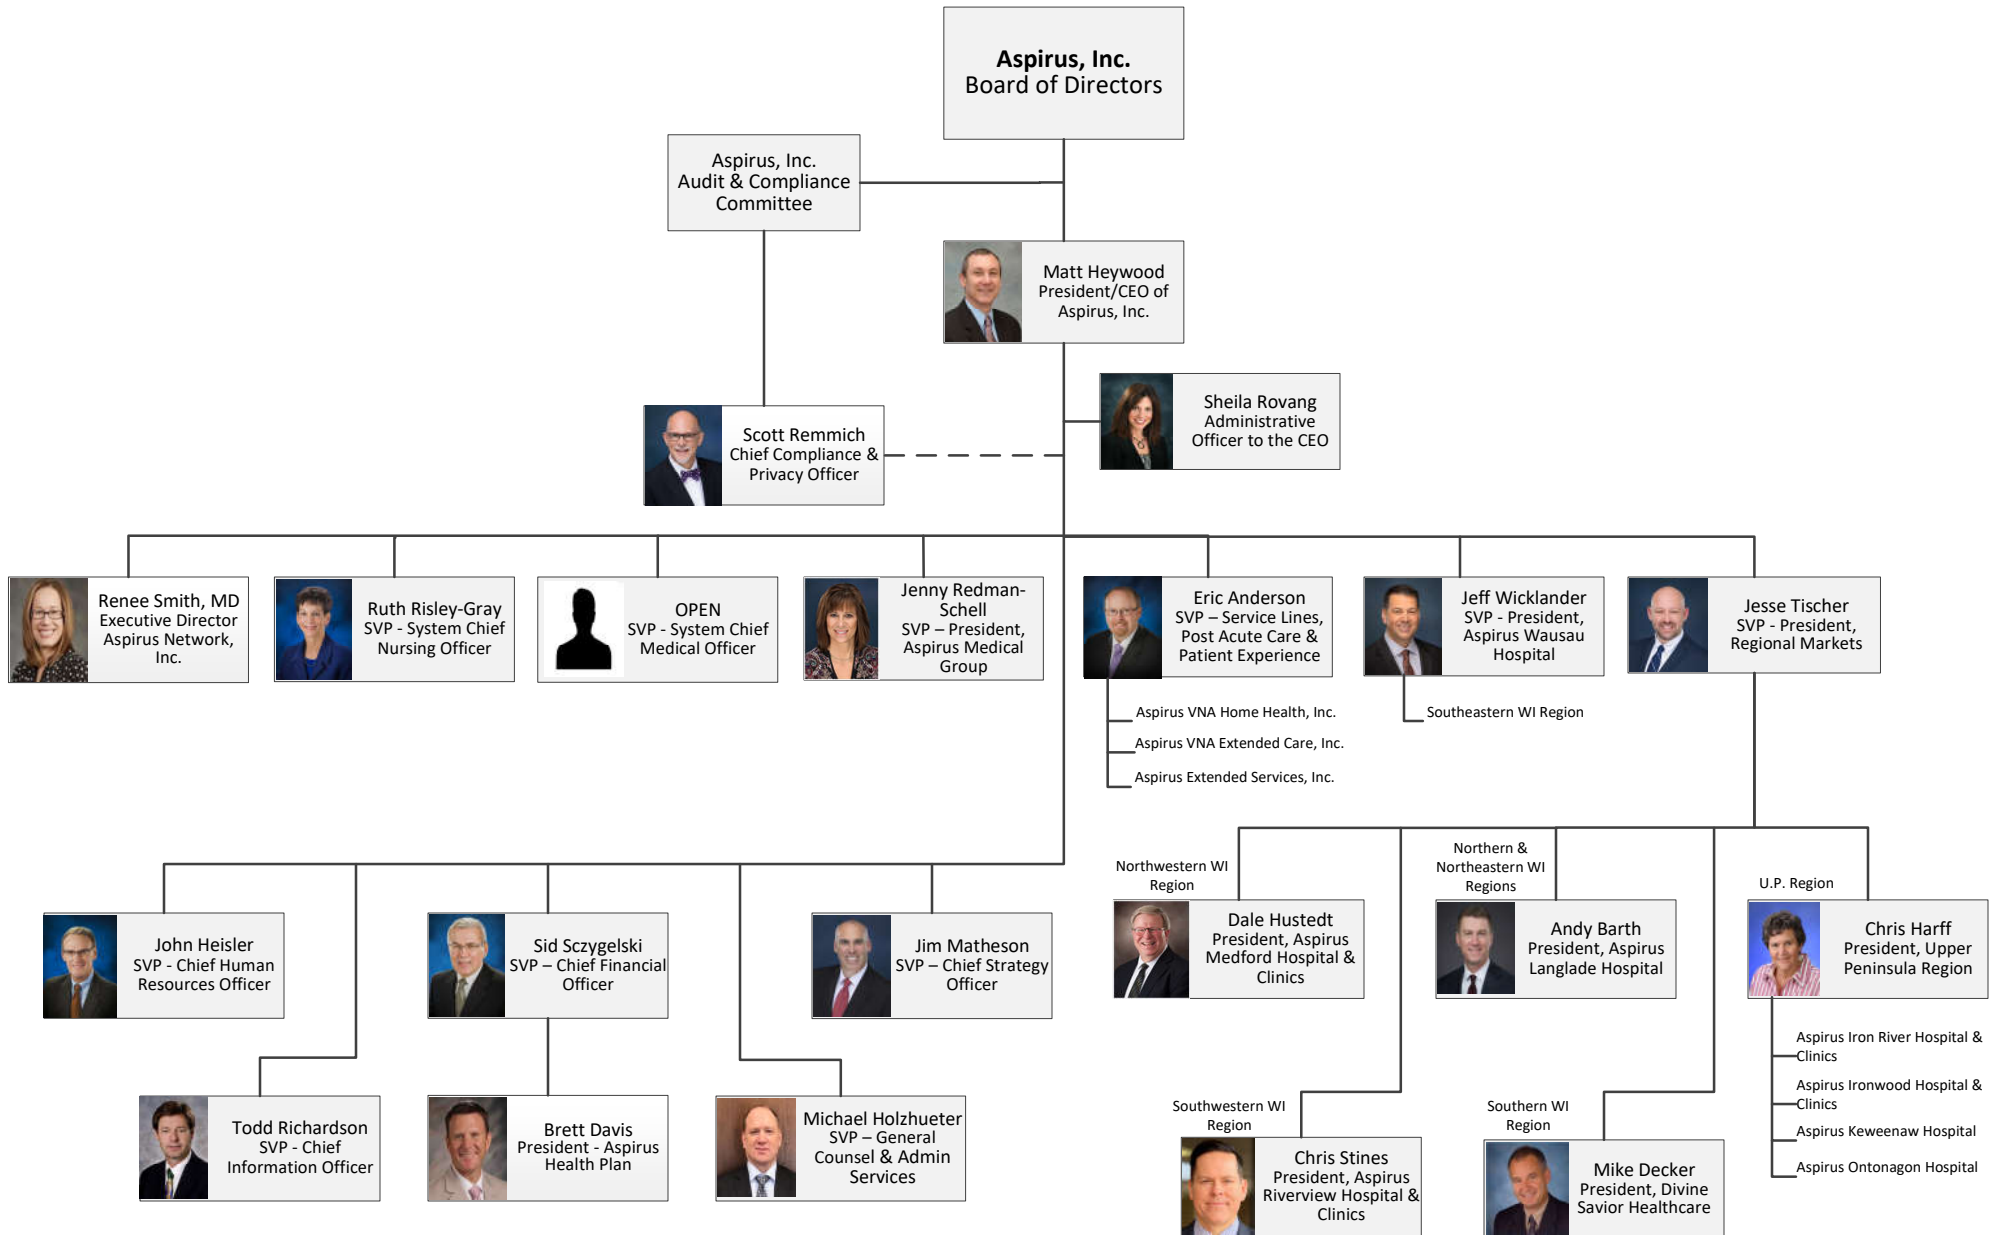 Aspirus, Inc.
Board of Directors
Aspirus, Inc.
Audit & Compliance
Committee
Matt Heywood
President/CEO of
Aspirus, Inc.
Sheila Rovang
Administrative
Officer to the CEO
Scott Remmich
Chief Compliance &
Privacy Officer
Renee Smith, MD
Executive Director
Aspirus Network,
Inc.
Ruth Risley-Gray
SVP - System Chief
Nursing Officer
OPEN
SVP - System Chief
Medical Officer
Jenny Redman-
Schell
SVP – President,
Aspirus Medical
Group
Eric Anderson
SVP – Service Lines,
Post Acute Care &
Patient Experience
Jeff Wicklander
SVP - President,
Aspirus Wausau
Hospital
Jesse Tischer
SVP - President,
Regional Markets
Aspirus VNA Home Health, Inc.
Aspirus VNA Extended Care, Inc.
Aspirus Extended Services, Inc.
Southeastern WI Region
Northwestern WI
Region
Dale Hustedt
President, Aspirus
Medford Hospital &
Clinics
Northern &
Northeastern WI
Regions
Andy Barth
President, Aspirus
Langlade Hospital
U.P. Region
Chris Harff
President, Upper
Peninsula Region
John Heisler
SVP - Chief Human
Resources Officer
Sid Sczygelski
SVP – Chief Financial
Officer
Jim Matheson
SVP – Chief Strategy
Officer
Aspirus Iron River Hospital &
Clinics
Aspirus Ironwood Hospital &
Clinics
Aspirus Keweenaw Hospital
Aspirus Ontonagon Hospital
Todd Richardson
SVP - Chief
Information Officer
Brett Davis
President - Aspirus
Health Plan
Michael Holzhueter
SVP – General
Counsel & Admin
Services
Southwestern WI
Region
Chris Stines
President, Aspirus
Riverview Hospital &
Clinics
Southern WI
Region
Mike Decker
President, Divine
Savior Healthcare